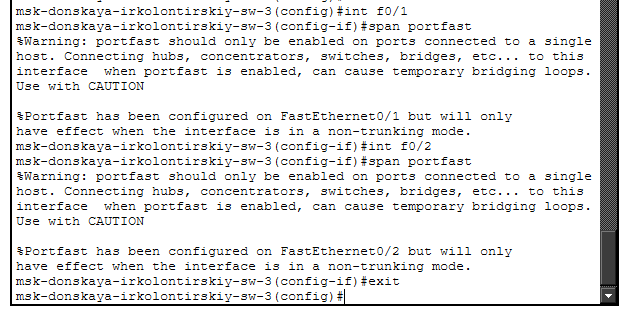 msk-donskaya-irkolontirskiy-sw-3(config)#int f0/1
msk-donskaya-irkolontirskiy-sw-3(config-if)#span portfast
%Warning: portfast should only be enabled on ports connected to a single
host. Connecting hubs, concentrators, switches, bridges, etc... to this
interface  when portfast is enabled, can cause temporary bridging loops.
Use with CAUTION

%Portfast has been configured on FastEthernet0/1 but will only
have effect when the interface is in a non-trunking mode.
msk-donskaya-irkolontirskiy-sw-3(config-if)#int f0/2
msk-donskaya-irkolontirskiy-sw-3(config-if)#span portfast
%Warning: portfast should only be enabled on ports connected to a single
host. Connecting hubs, concentrators, switches, bridges, etc... to this
interface  when portfast is enabled, can cause temporary bridging loops.
Use with CAUTION

%Portfast has been configured on FastEthernet0/2 but will only
have effect when the interface is in a non-trunking mode.
msk-donskaya-irkolontirskiy-sw-3(config-if)#exit
msk-donskaya-irkolontirskiy-sw-3(config)#